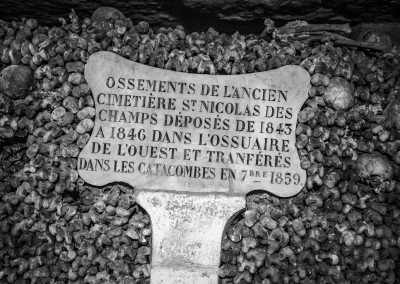 OSSEMENTS DE L'ANCIEN
CIMETIÈRE ST. NICOLAS DES
CHAMPS DÉPOSÉS DE 1843
A 1846 DANS L'OSSUAIRE
DE L'OUEST ET TRANFÉRÉS
DANS LES CATACOMBES EN 7BRE 1859.